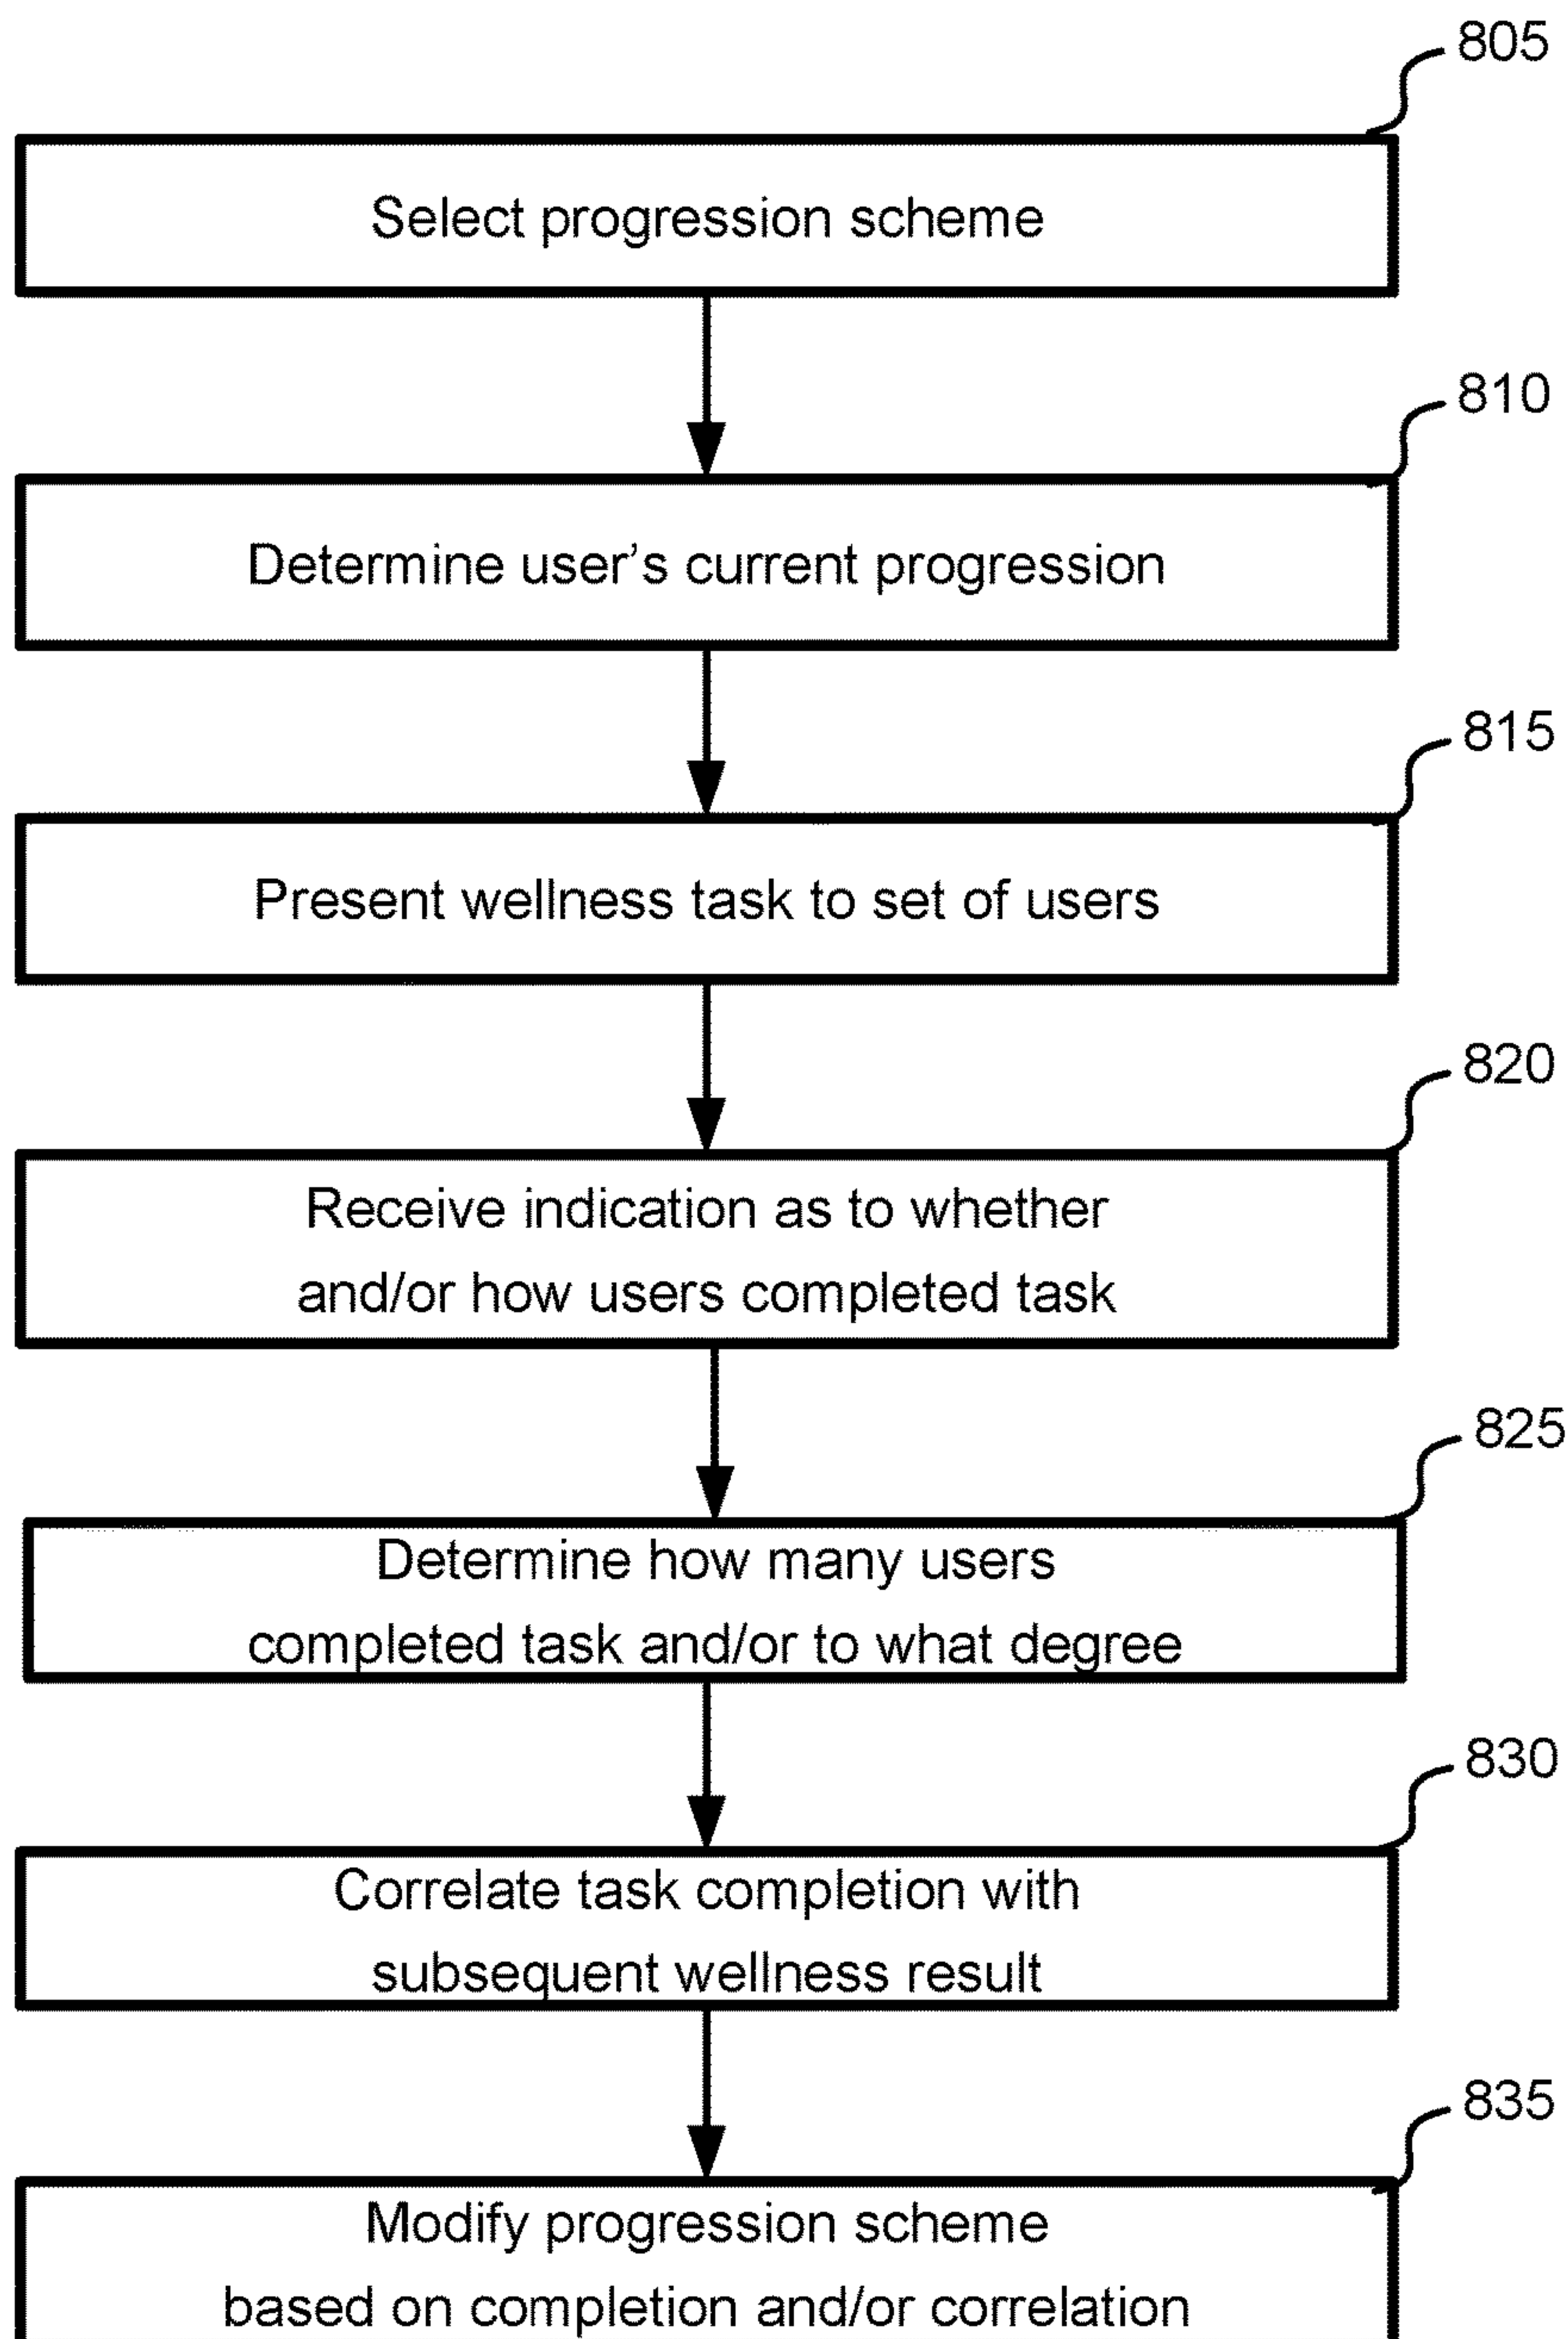 805
Select progression scheme
810
Determine user's current progression
815
Present wellness task to set of users
820
Receive indication as to whether
and/or how users completed task
825
Determine how many users
completed task and/or to what degree
830
Correlate task completion with
subsequent wellness result
835
Modify progression scheme
based on completion and/or correlation